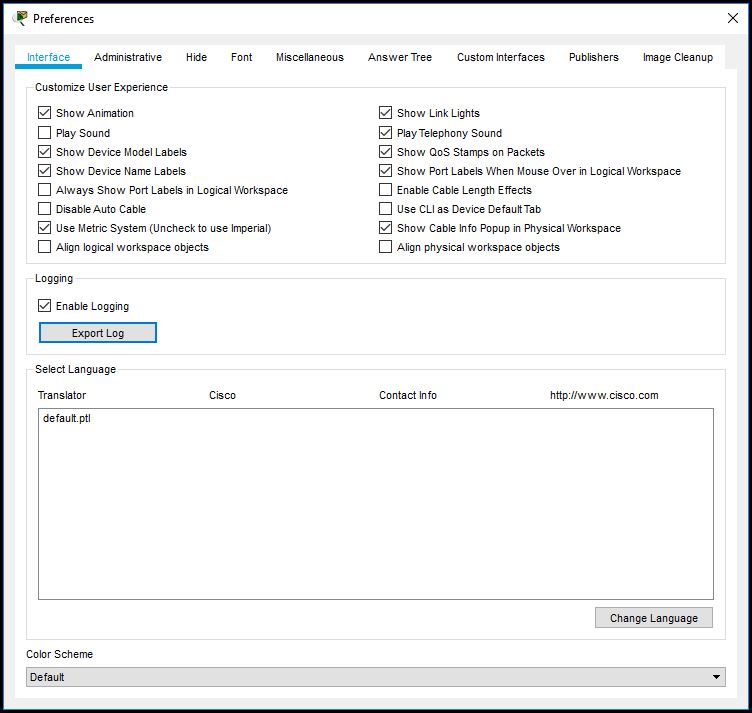 Preferences
Interface Administrative Hide Font Miscellaneous Answer Tree Custom Interfaces Publishers Image Cleanup
Customize User Experience
Show Animation Show Link Lights
Play Sound Play Telephony Sound
Show Device Model Labels Show QoS Stamps on Packets
Show Device Name Labels Show Port Labels When Mouse Over in Logical Workspace
Always Show Port Labels in Logical Workspace Enable Cable Length Effects
Disable Auto Cable Use CLI as Device Default Tab
Use Metric System (Uncheck to use Imperial) Show Cable Info Popup in Physical Workspace
Align logical workspace objects Align physical workspace objects
Logging
Enable Logging
Export Log
Select Language
Translator Cisco Contact Info http://www.cisco.com
default.ptl
Change Language
Color Scheme
Default